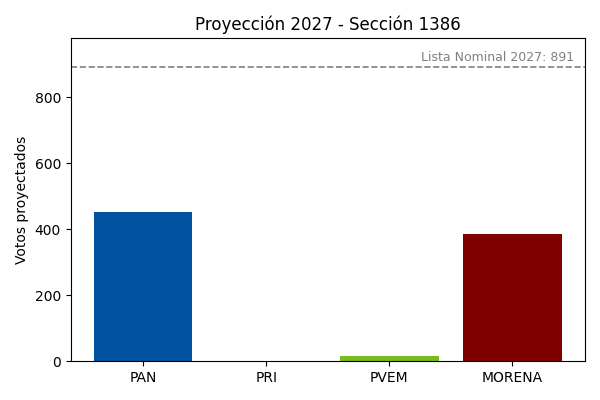 Proyección 2027 - Sección 1386
Lista Nominal 2027: 891
Votos proyectados
800
600
400
200
0
PAN PRI PVEM MORENA